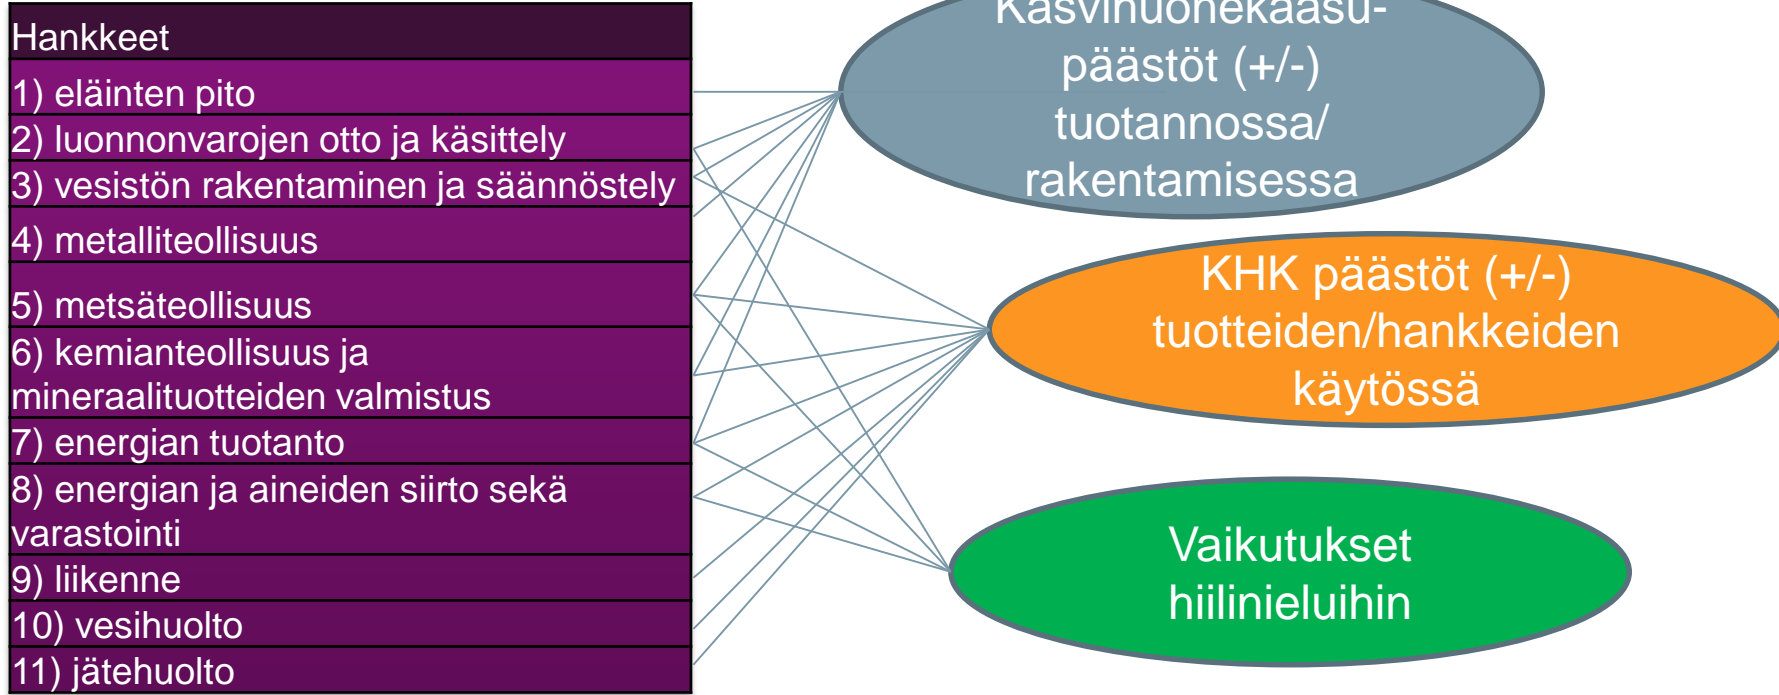 Hankkeet
1) eläinten pito
2) luonnonvarojen otto ja käsittely
3) vesistön rakentaminen ja säännöstely
4) metalliteollisuus
5) metsäteollisuus
6) kemianteollisuus ja
mineraalituotteiden valmistus
7) energian tuotanto
8) energian ja aineiden siirto sekä
varastointi
9) liikenne
10) vesihuolto
11) jätehuolto
Kasvihuonekaasu-
päästöt (+/-)
tuotannossa/
rakentamisessa
KHK päästöt (+/-)
tuotteiden/hankkeiden
käytössä
Vaikutukset
hiilinieluihin